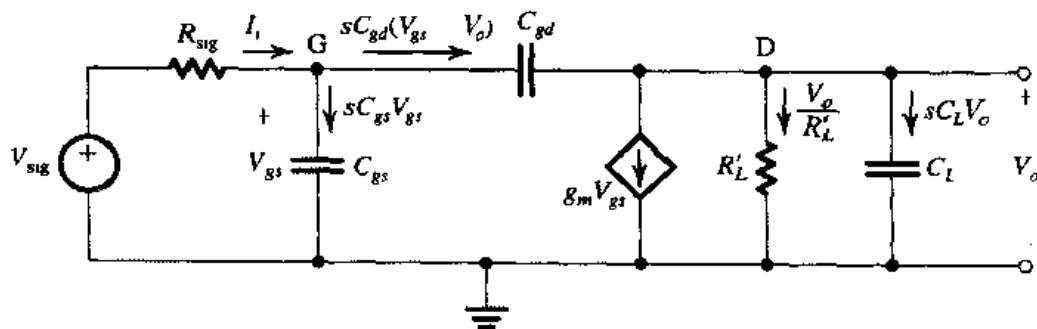 R_sig
I_i
G
sC_gd(V_gs V_o)
C_gd
D
V_sig
+
+
V_gs
sC_gs V_gs
C_gs
g_m V_gs
V_o
R'_L
R'_L
sC_L V_o
C_L
+
V_o